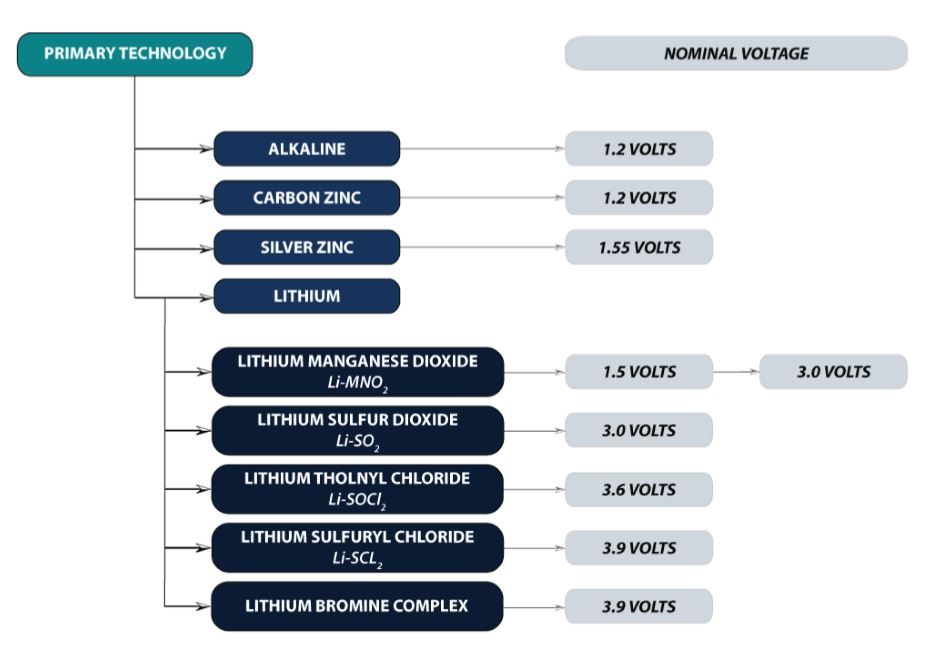 PRIMARY TECHNOLOGY
NOMINAL VOLTAGE
ALKALINE
1.2 VOLTS
CARBON ZINC
1.2 VOLTS
SILVER ZINC
1.55 VOLTS
LITHIUM
LITHIUM MANGANESE DIOXIDE
Li-MNO₂
1.5 VOLTS
3.0 VOLTS
LITHIUM SULFUR DIOXIDE
Li-SO₂
3.0 VOLTS
LITHIUM THOLNYL CHLORIDE
Li-SOCl₂
3.6 VOLTS
LITHIUM SULFURYL CHLORIDE
Li-SCL₂
3.9 VOLTS
LITHIUM BROMINE COMPLEX
3.9 VOLTS